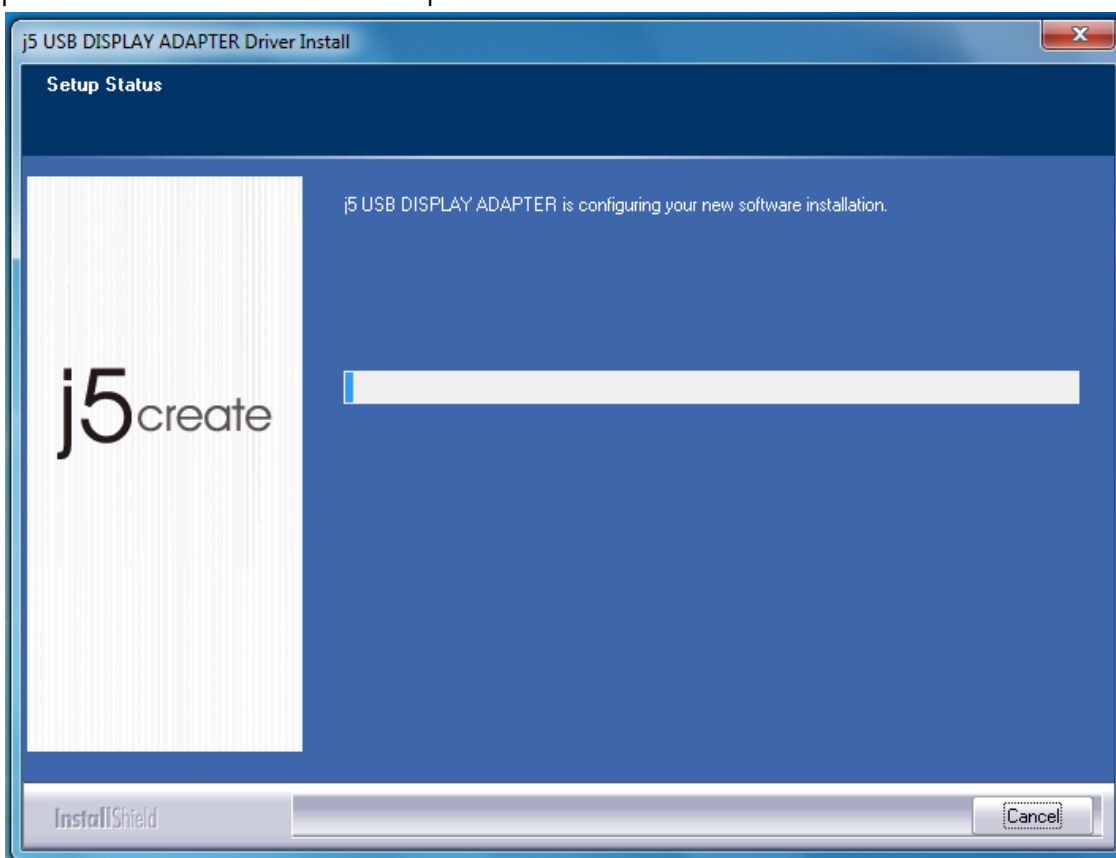 j5 USB DISPLAY ADAPTER Driver Install
Setup Status
j5 USB DISPLAY ADAPTER is configuring your new software installation.
j5create
InstallShield
Cancel